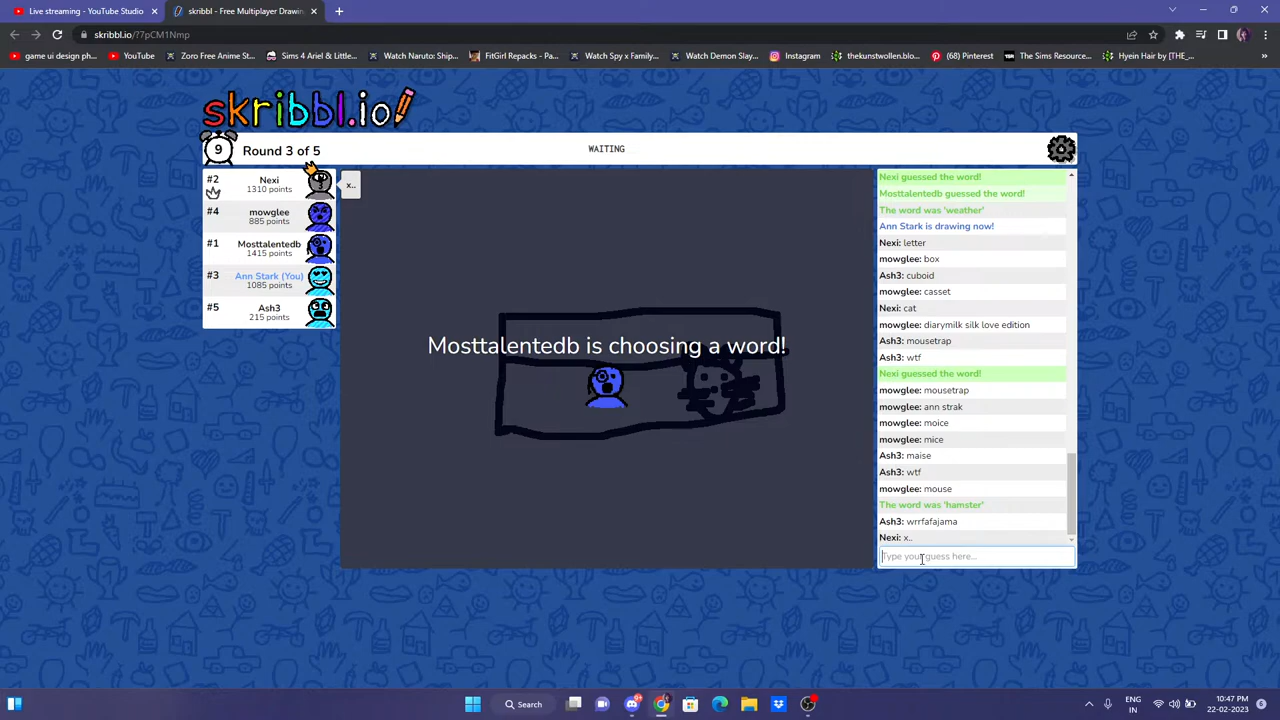 Live streaming - YouTube Studio
skribbl - Free Multiplayer Drawin
skribbl.io/?7pCM1Nmp
game ui design ph...
YouTube
Zoro Free Anime St...
Sims 4 Ariel & Little...
Watch Naruto: Ship...
FitGirl Repacks - Pa...
Watch Spy x Family...
Watch Demon Slay...
Instagram
thekunstwollen.blo...
(68) Pinterest
The Sims Resource...
Hyein Hair by [THE_...
skribbl.io
9
Round 3 of 5
WAITING
#2
Nexi
1310 points
x..
#4
mowglee
885 points
#1
Mosttalentedb
1415 points
#3
Ann Stark (You)
1085 points
#5
Ash3
215 points
Mosttalentedb is choosing a word!
Nexi guessed the word!
Mosttalentedb guessed the word!
The word was 'weather'
Ann Stark is drawing now!
Nexi: letter
mowglee: box
Ash3: cuboid
mowglee: casset
Nexi: cat
mowglee: diarymilk silk love edition
Ash3: mousetrap
Ash3: wtf
Nexi guessed the word!
mowglee: mousetrap
mowglee: ann strak
mowglee: moice
mowglee: mice
Ash3: maise
Ash3: wtf
mowglee: mouse
The word was 'hamster'
Ash3: wrrfafajama
Nexi: x..
Type your guess here...
Search
ENG
IN
10:47 PM
22-02-2023